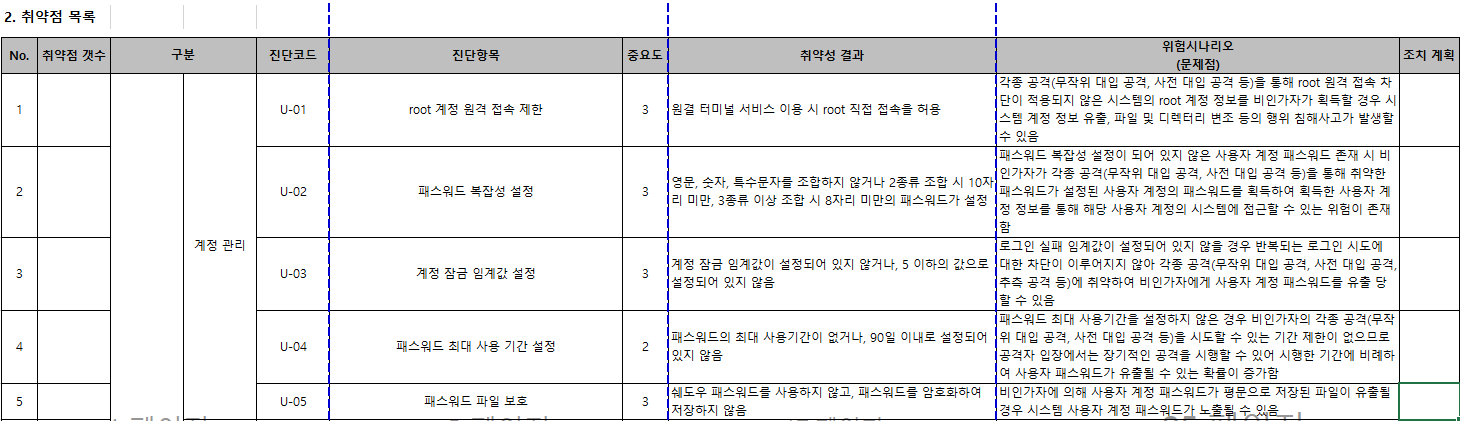 2. 취약점 목록
No. 취약점 갯수 구분 진단코드 진단항목 중요도 취약성 결과 위험시나리오
(문제점) 조치 계획
계정 관리
1 U-01 root 계정 원격 접속 제한 3 원결 터미널 서비스 이용 시 root 직접 접속을 허용
각종 공격(무작위 대입 공격, 사전 대입 공격 등)을 통해 root 원격 접속 차
단이 적용되지 않은 시스템의 root 계정 정보를 비인가자가 획득할 경우 시
스템 계정 정보 유출, 파일 및 디렉터리 변조 등의 행위 침해사고가 발생할
수 있음
2 U-02 패스워드 복잡성 설정 3
영문, 숫자, 특수문자를 조합하지 않거나 2종류 조합 시 10자
리 미만, 3종류 이상 조합 시 8자리 미만의 패스워드가 설정
패스워드 복잡성 설정이 되어 있지 않은 사용자 계정 패스워드 존재 시 비
인가자가 각종 공격(무작위 대입 공격, 사전 대입 공격 등)을 통해 취약한
패스워드가 설정된 사용자 계정의 패스워드를 획득하여 획득한 사용자 계
정 정보를 통해 해당 사용자 계정의 시스템에 접근할 수 있는 위험이 존재
함
3 U-03 계정 잠금 임계값 설정 3
계정 잠금 임계값이 설정되어 있지 않거나, 5 이하의 값으로
설정되어 있지 않음
로그인 실패 임계값이 설정되어 있지 않을 경우 반복되는 로그인 시도에
대한 차단이 이루어지지 않아 각종 공격(무작위 대입 공격, 사전 대입 공격,
추측 공격 등)에 취약하여 비인가자에게 사용자 계정 패스워드를 유출 당
할 수 있음
4 U-04 패스워드 최대 사용 기간 설정 2
패스워드의 최대 사용기간이 없거나, 90일 이내로 설정되어
있지 않음
패스워드 최대 사용기간을 설정하지 않은 경우 비인가자의 각종 공격(무작
위 대입 공격, 사전 대입 공격 등)을 시도할 수 있는 기간 제한이 없으므로
공격자 입장에서는 장기적인 공격을 시행할 수 있어 시행한 기간에 비례하
여 사용자 패스워드가 유출될 수 있는 확률이 증가함
5 U-05 패스워드 파일 보호 3
쉐도우 패스워드를 사용하지 않고, 패스워드를 암호화하여
저장하지 않음
비인가자에 의해 사용자 계정 패스워드가 평문으로 저장된 파일이 유출될
경우 시스템 사용자 계정 패스워드가 노출될 수 있음